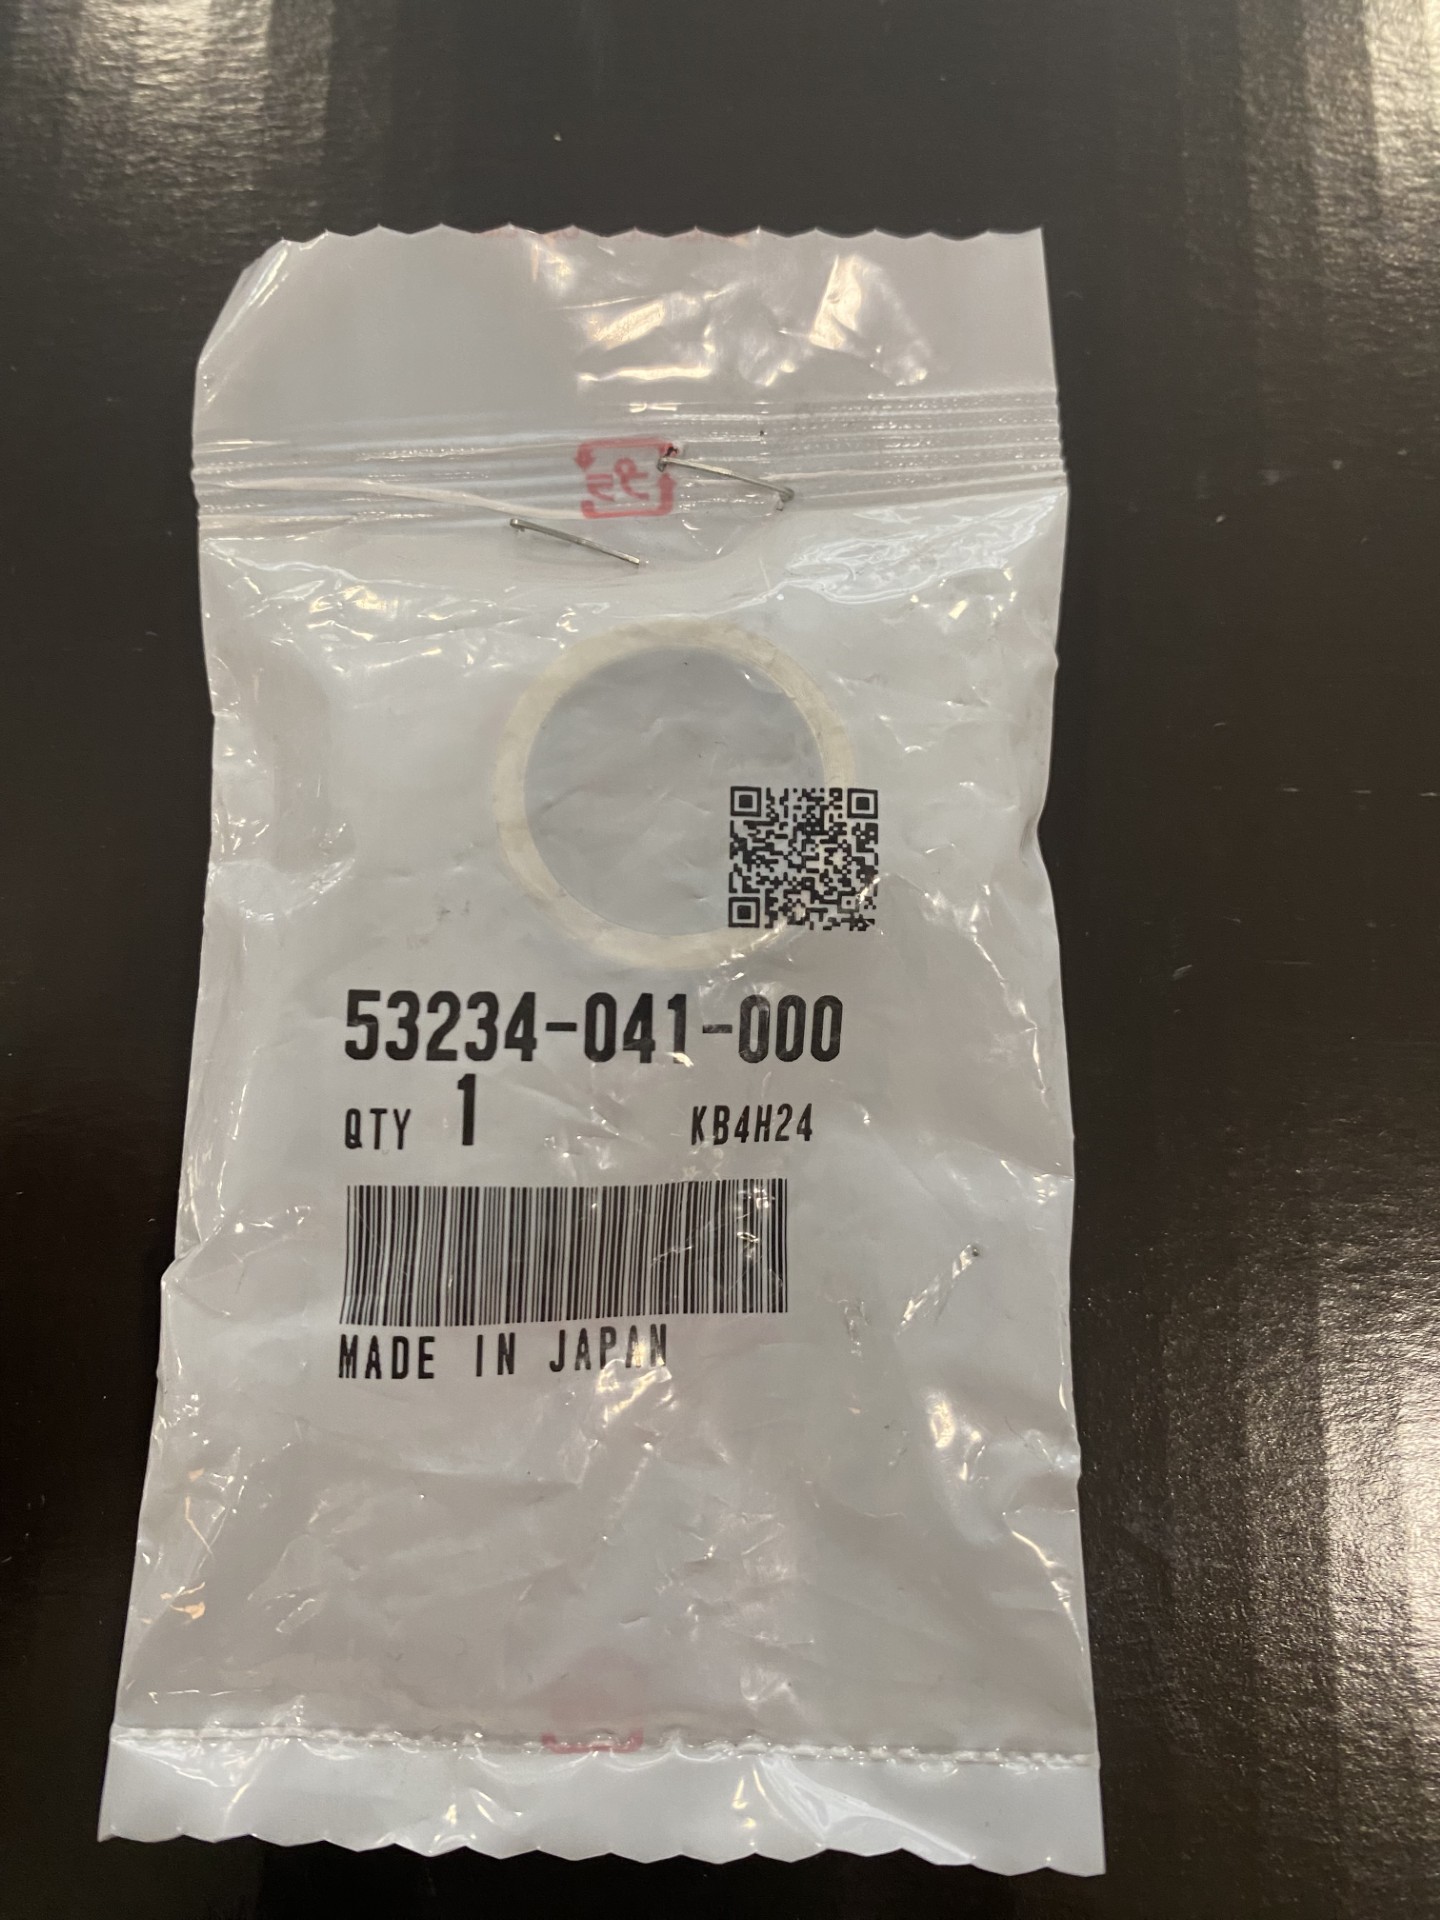 53234-041-000
QTY 1 KB4H24
MADE IN JAPAN